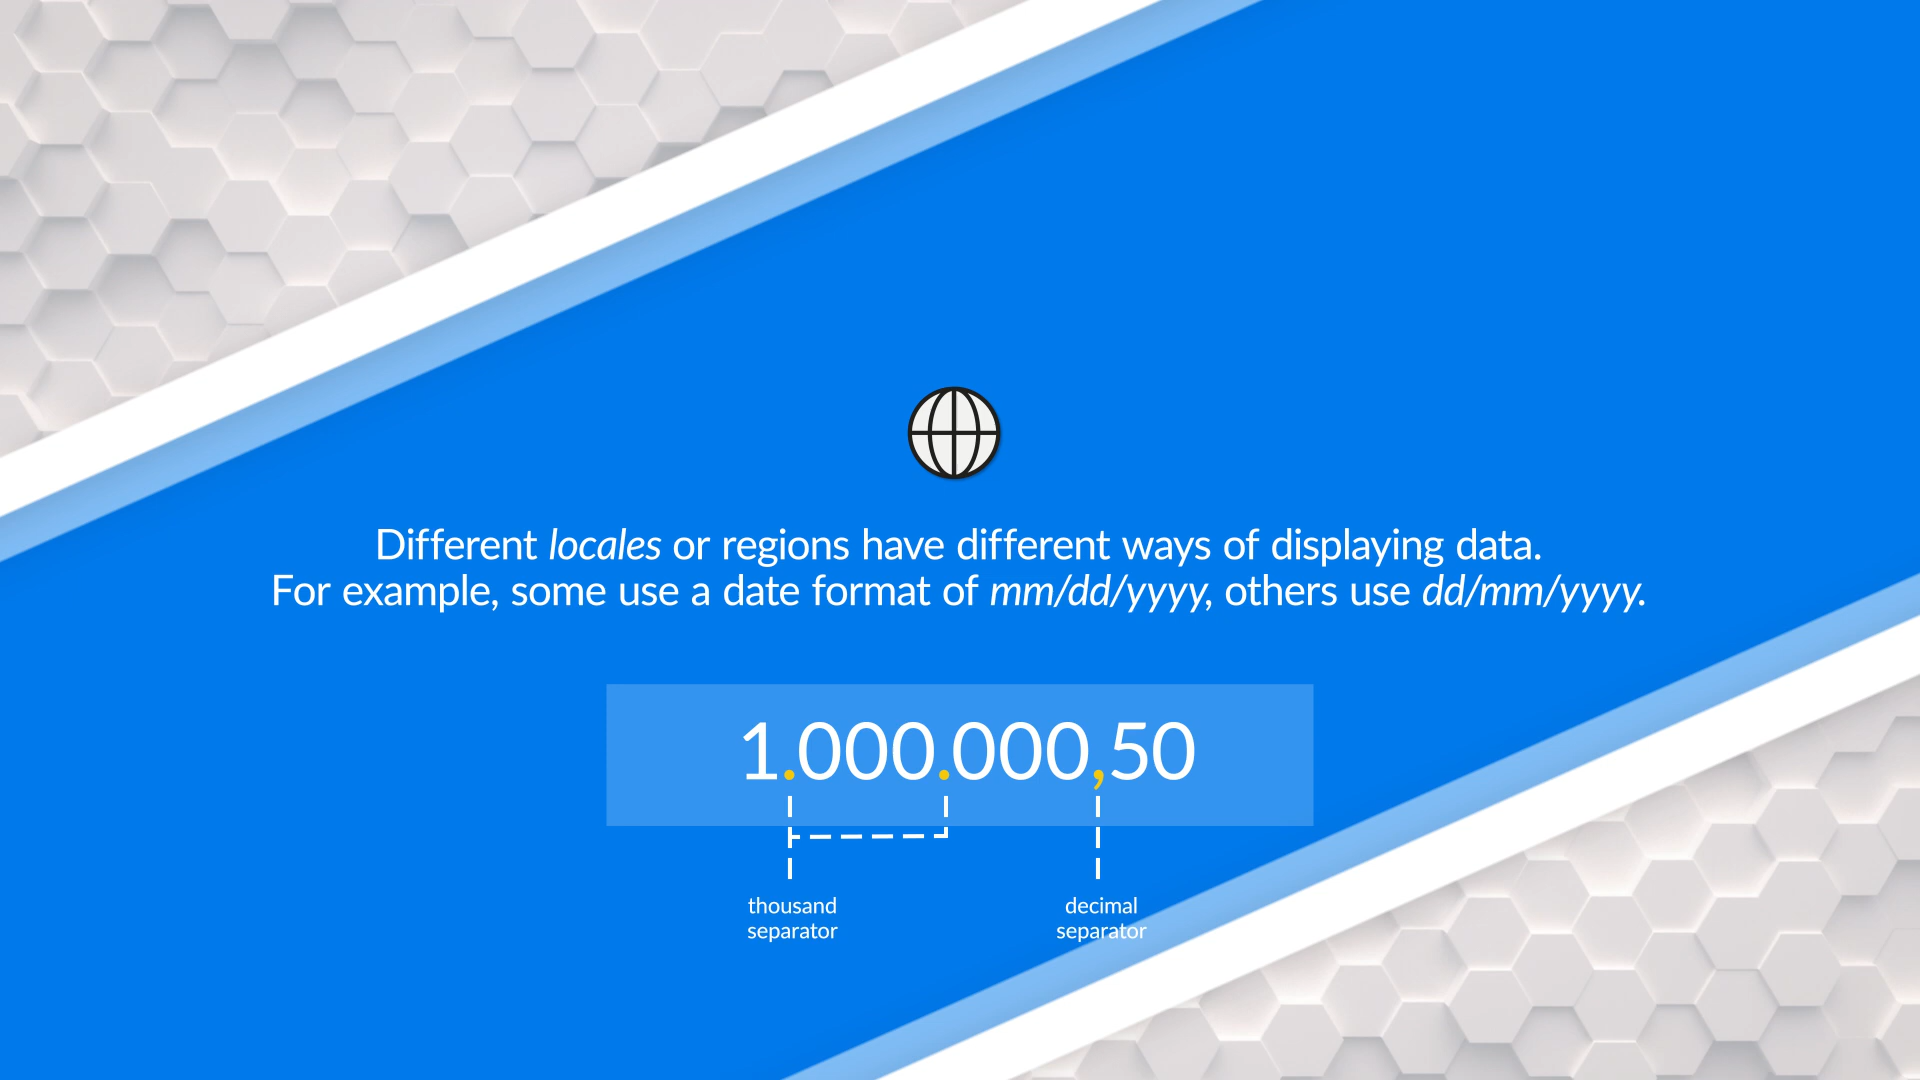 Different locales or regions have different ways of displaying data.
For example, some use a date format of mm/dd/yyyy, others use dd/mm/yyyy.
1.000.000,50
thousand
separator
decimal
separator